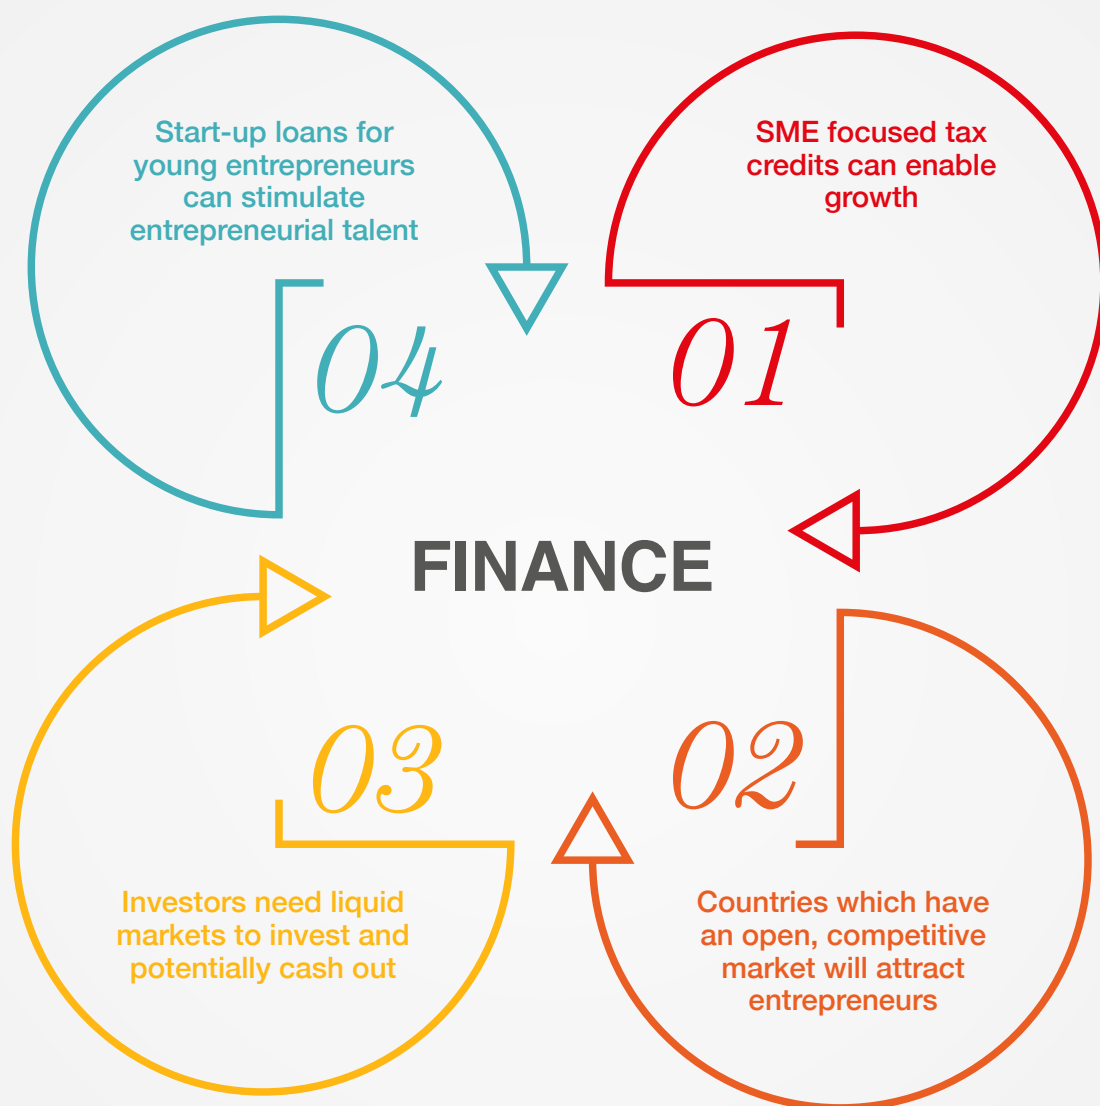 SME focused tax
credits can enable
growth
01
Countries which have
an open, competitive
market will attract
entrepreneurs
02
Investors need liquid
markets to invest and
potentially cash out
03
Start-up loans for
young entrepreneurs
can stimulate
entrepreneurial talent
04
FINANCE